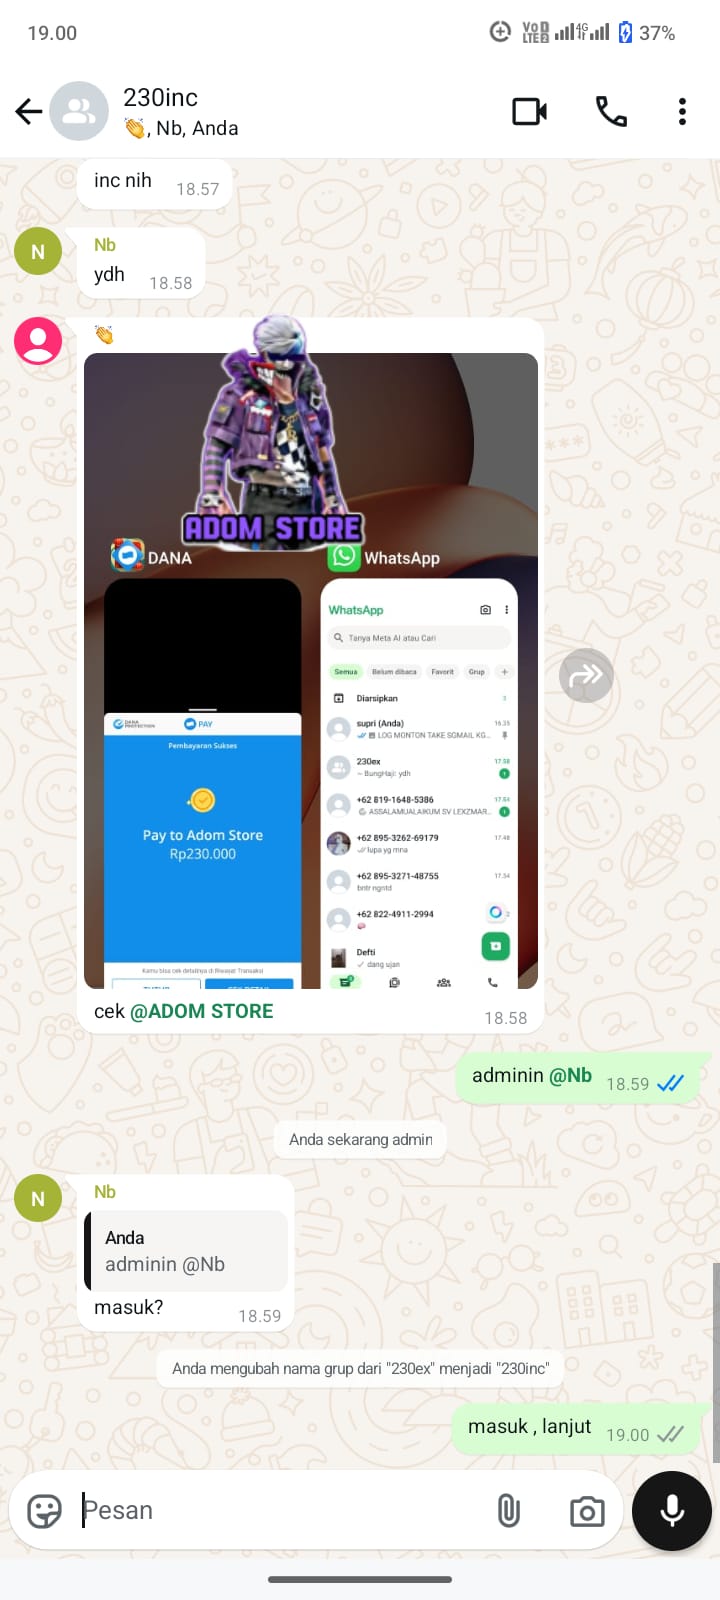 19.00
VoD
LTE2
4G
37%
230inc
👏, Nb, Anda
inc nih 18.57
N
Nb
ydh 18.58
👏
ADOM STORE
DANA
WhatsApp
DANA PROTECTION
PAY
Pembayaran Sukses
Pay to Adom Store
Rp230.000
Kamu bisa cek detailnya di Riwayat Transaksi
WhatsApp
Tanya Meta AI atau Cari
Semua Belum dibaca Favorit Grup +
Diarsipkan 3
supri (Anda) 16.35
LOG MONTON TAKE SGMAIL KG...
230ex 17.58
~ BungHaji: ydh 1
+62 819-1648-5386
ASSALAMUALAIKUM SV LEXZMAR... 1
+62 895-3262-69179 17.48
lupa yg mna
+62 895-3271-48755 17.34
bntr ngntd
+62 822-4911-2994
Defti
dang ujan
cek @ADOM STORE 18.58
adminin @Nb 18.59
Anda sekarang admin
N
Nb
Anda
adminin @Nb
masuk? 18.59
Anda mengubah nama grup dari "230ex" menjadi "230inc"
masuk , lanjut 19.00
Pesan